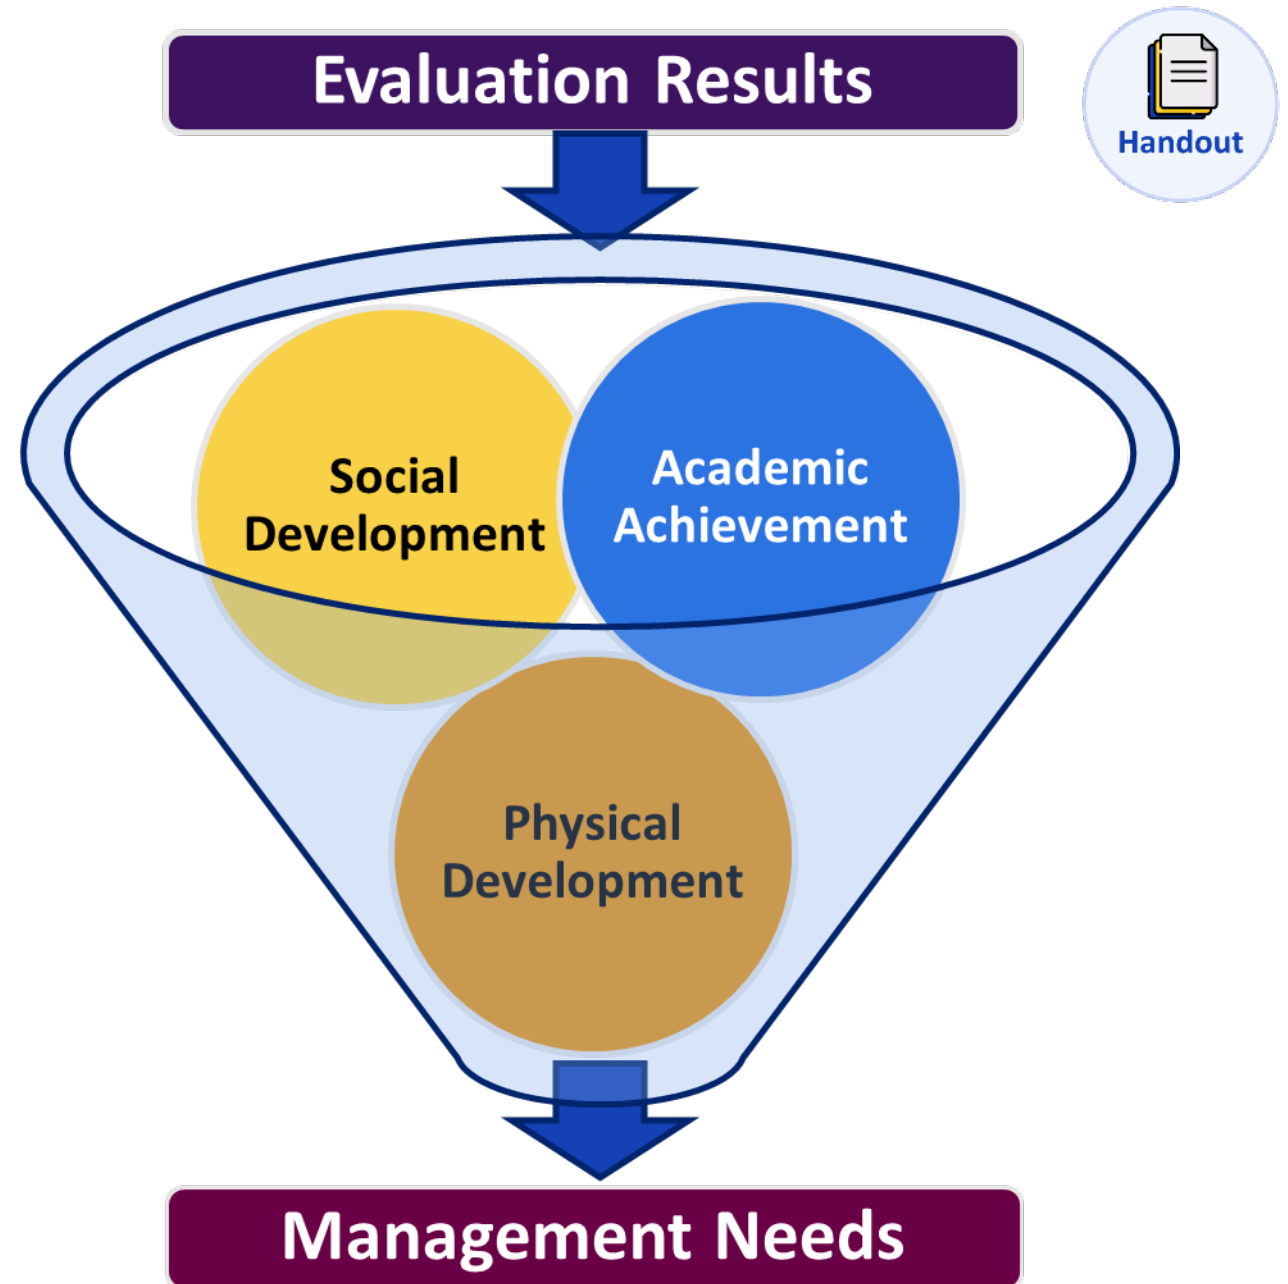 Evaluation Results
Handout
Social
Development
Academic
Achievement
Physical
Development
Management Needs